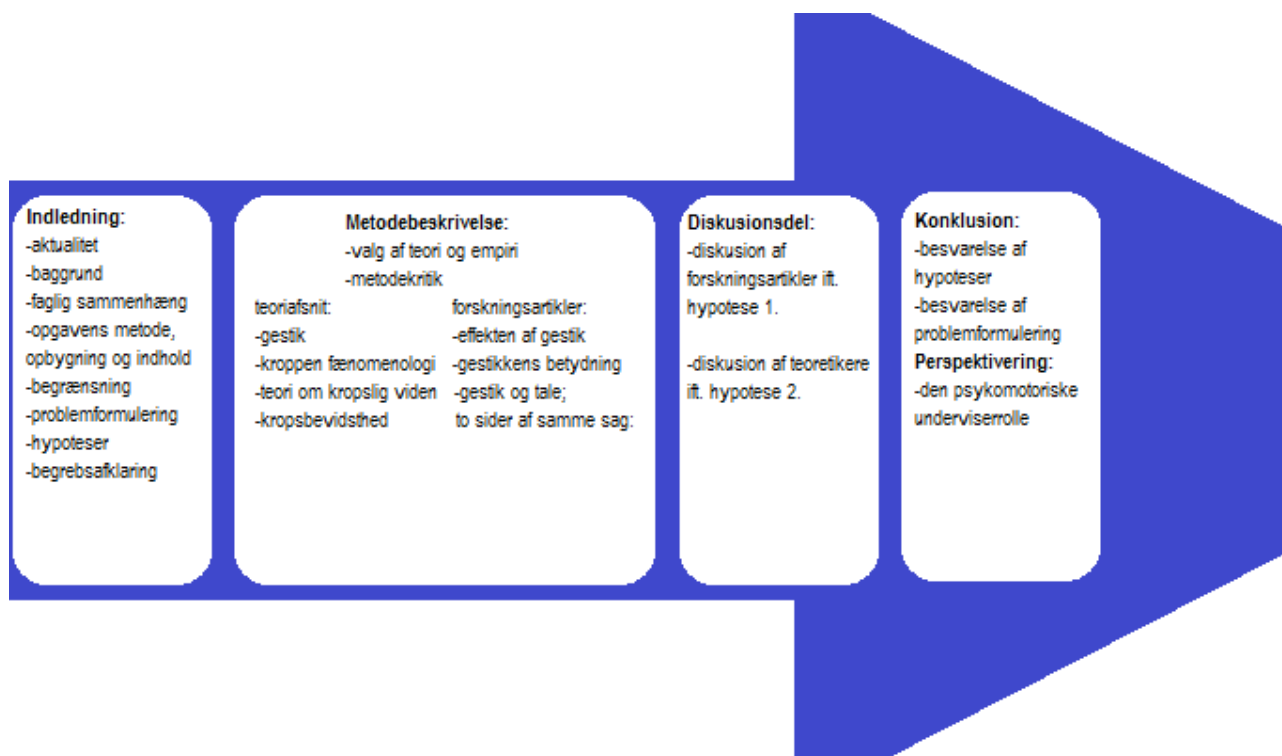 Indledning:
-aktualitet
-baggrund
-faglig sammenhæng
-opgavens metode,
opbygning og indhold
-begrænsning
-problemformulering
-hypoteser
-begrebsafklaring
Metodebeskrivelse:
-valg af teori og empiri
-metodekritik
teoriafsnit:
-gestik
-kroppen fænomenologi
-teori om kropslig viden
-kropsbevidsthed
forskningsartikler:
-effekten af gestik
-gestikkens betydning
-gestik og tale;
to sider af samme sag:
Diskusionsdel:
-diskusion af
forskningsartikler ift.
hypotese 1.
-diskusion af teoretikere
ift. hypotese 2.
Konklusion:
-besvarelse af
hypoteser
-besvarelse af
problemformulering
Perspektivering:
-den psykomotoriske
underviserrolle